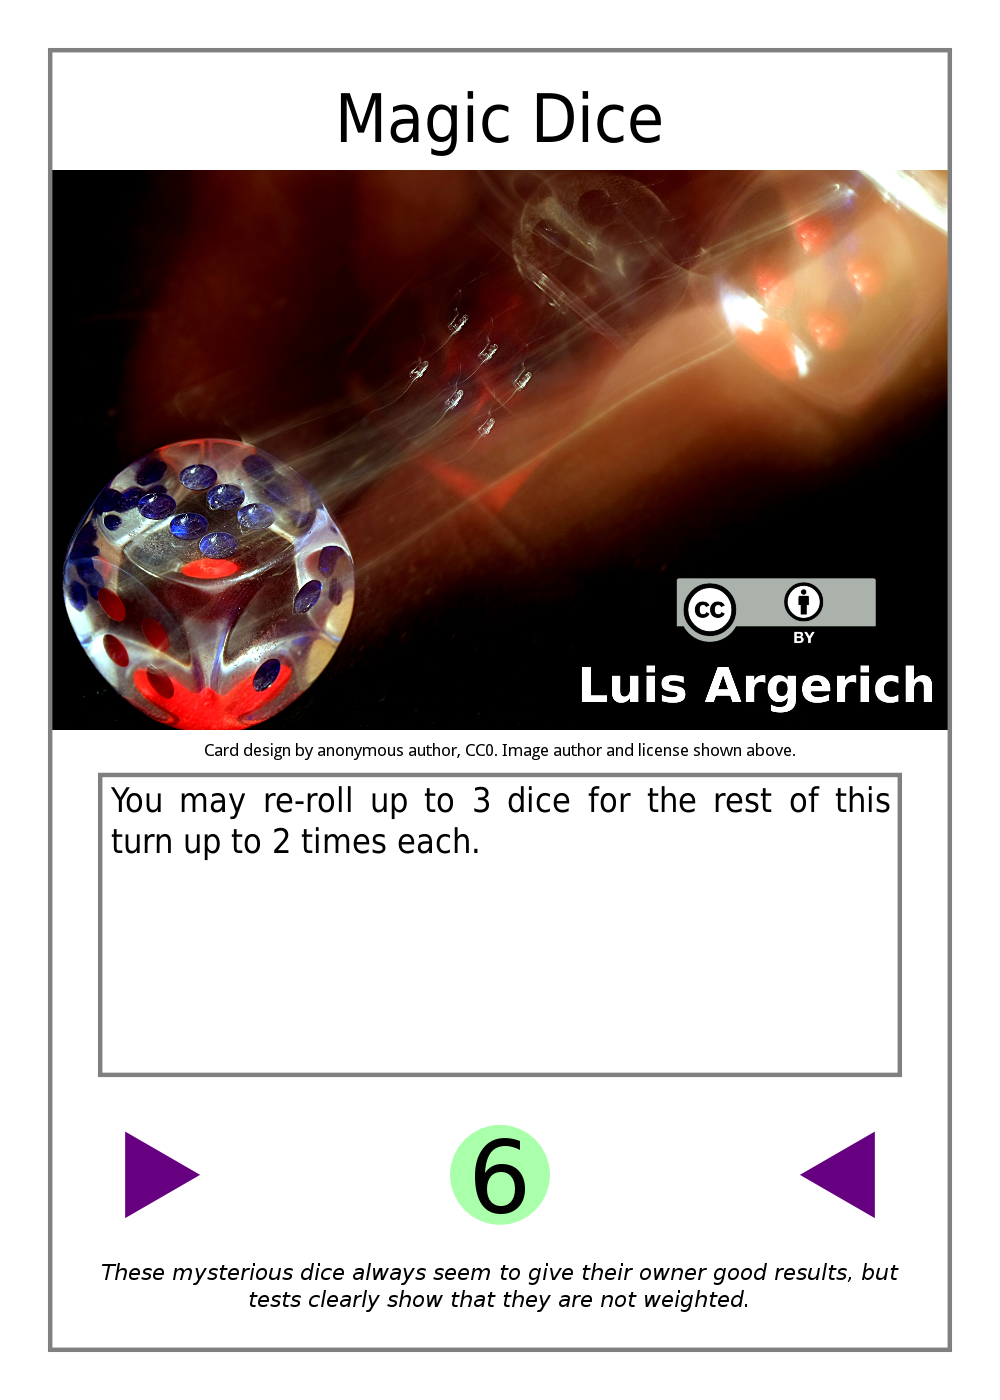 Magic Dice
cc
BY
Luis Argerich
Card design by anonymous author, CC0. Image author and license shown above.
You may re-roll up to 3 dice for the rest of this
turn up to 2 times each.
6
These mysterious dice always seem to give their owner good results, but
tests clearly show that they are not weighted.